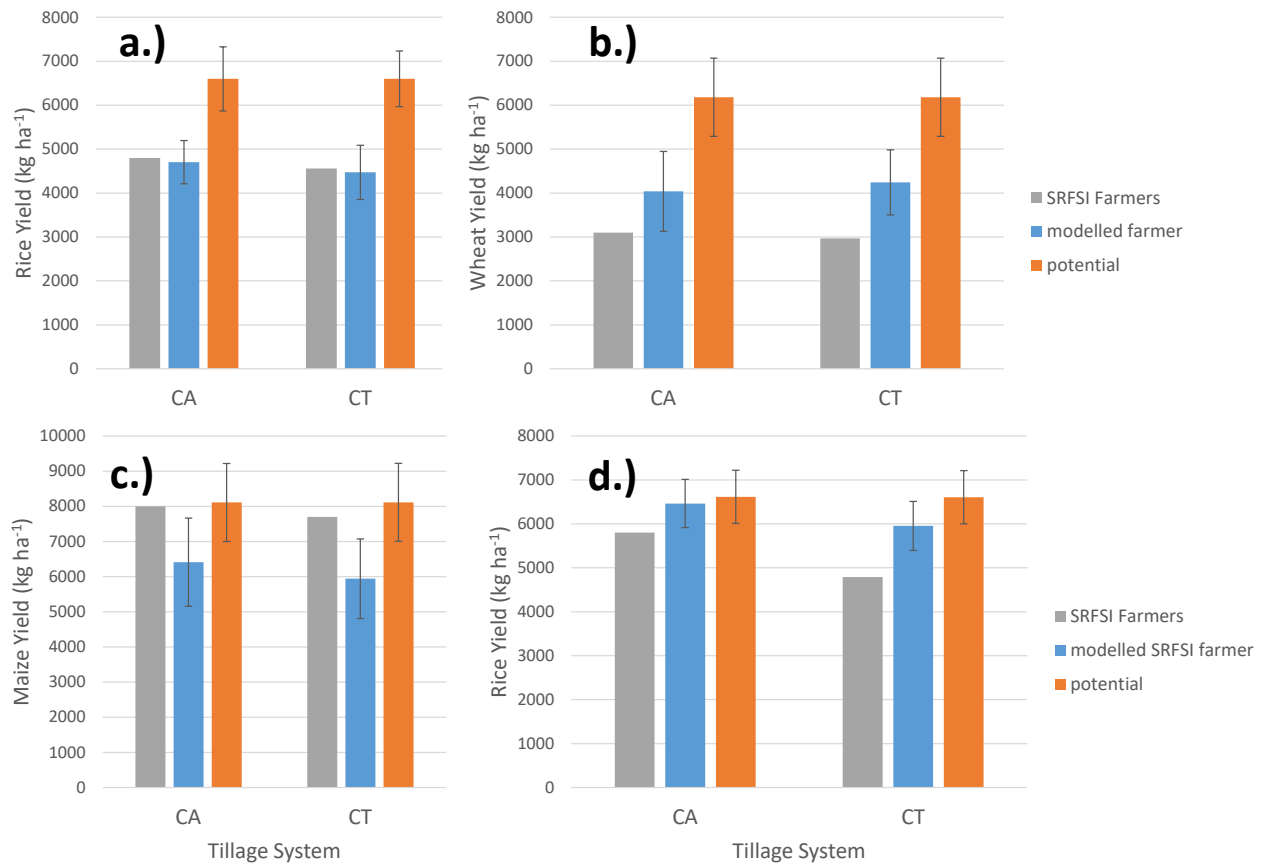 a.)
Rice Yield (kg ha-1)
8000
7000
6000
5000
4000
3000
2000
1000
0
CA
CT
b.)
Wheat Yield (kg ha-1)
8000
7000
6000
5000
4000
3000
2000
1000
0
CA
CT
SRFSI Farmers
modelled farmer
potential
c.)
Maize Yield (kg ha-1)
10000
9000
8000
7000
6000
5000
4000
3000
2000
1000
0
CA
CT
Tillage System
d.)
Rice Yield (kg ha-1)
8000
7000
6000
5000
4000
3000
2000
1000
0
CA
CT
Tillage System
SRFSI Farmers
modelled SRFSI farmer
potential